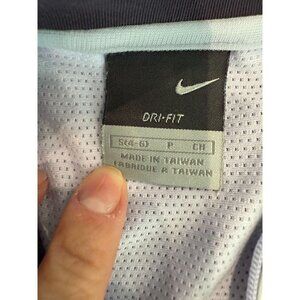 DRI-FIT
S(4-6) P CH
MADE IN TAIWAN
FABRIQUE A TAIWAN